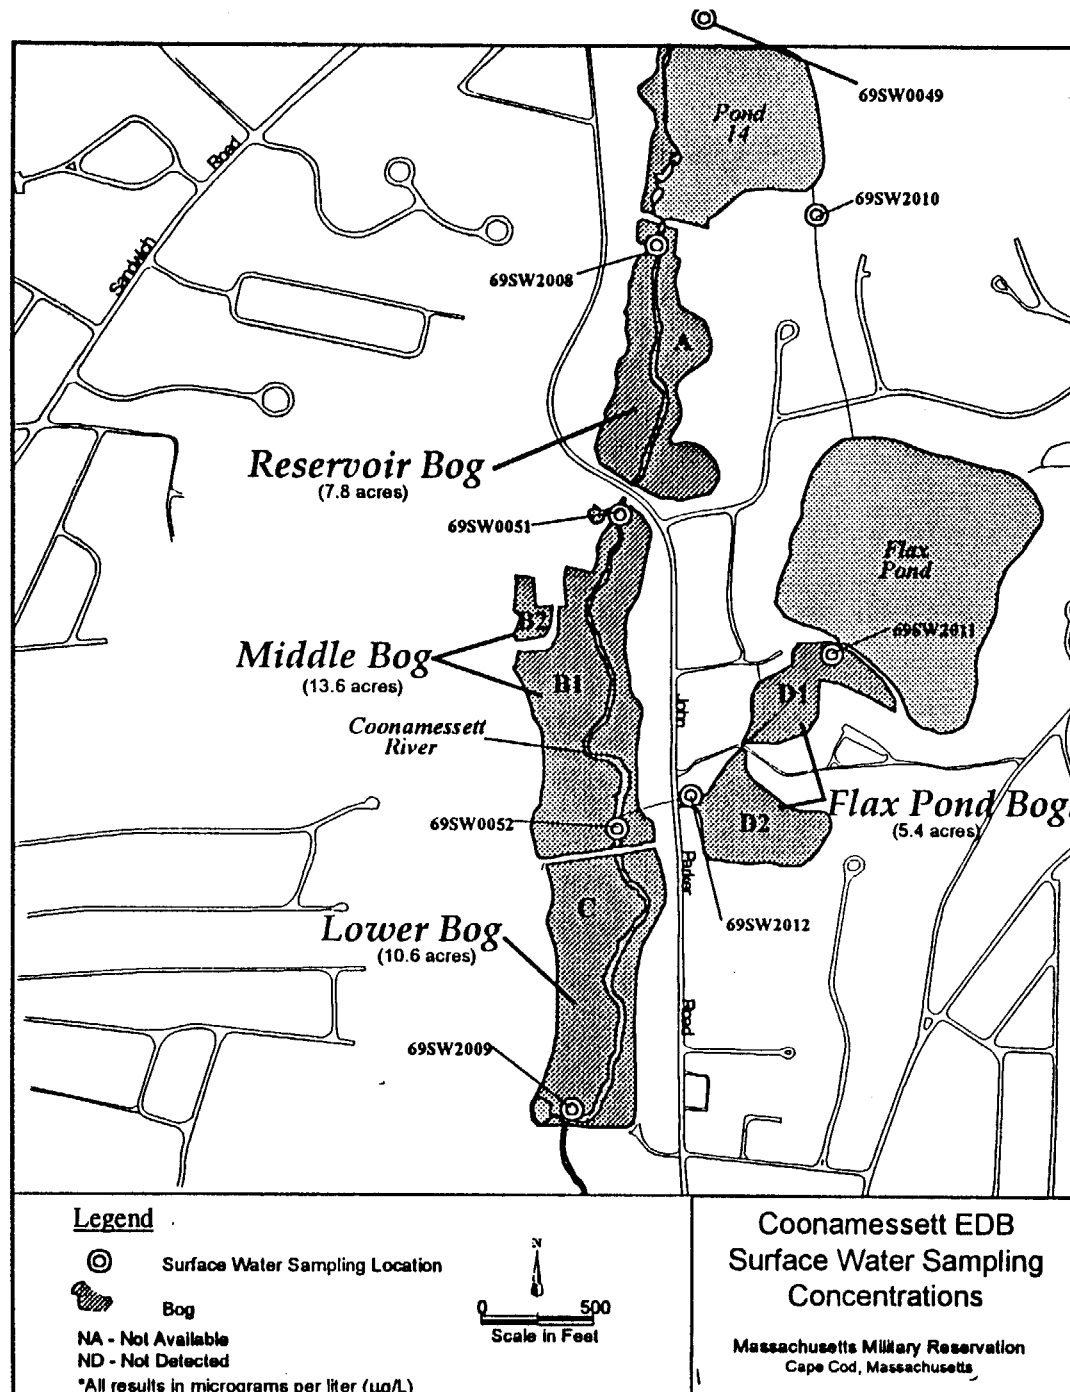 69SW0049
Pond
14
69SW2010
Sandwich
Road
69SW2008
A
Reservoir Bog
(7.8 acres)
69SW0051
Flax
Pond
B2
69SW2011
Middle Bog
(13.6 acres)
B1
D1
John
Coonamessett
River
Flax Pond Bog
(5.4 acres)
69SW0052
D2
Parker
C
Lower Bog
(10.6 acres)
69SW2012
Road
69SW2009
Legend
Surface Water Sampling Location
Bog
NA - Not Available
ND - Not Detected
*All results in micrograms per liter (µg/L)
N
0 500
Scale in Feet
Coonamessett EDB
Surface Water Sampling
Concentrations
Massachusetts Military Reservation
Cape Cod, Massachusetts